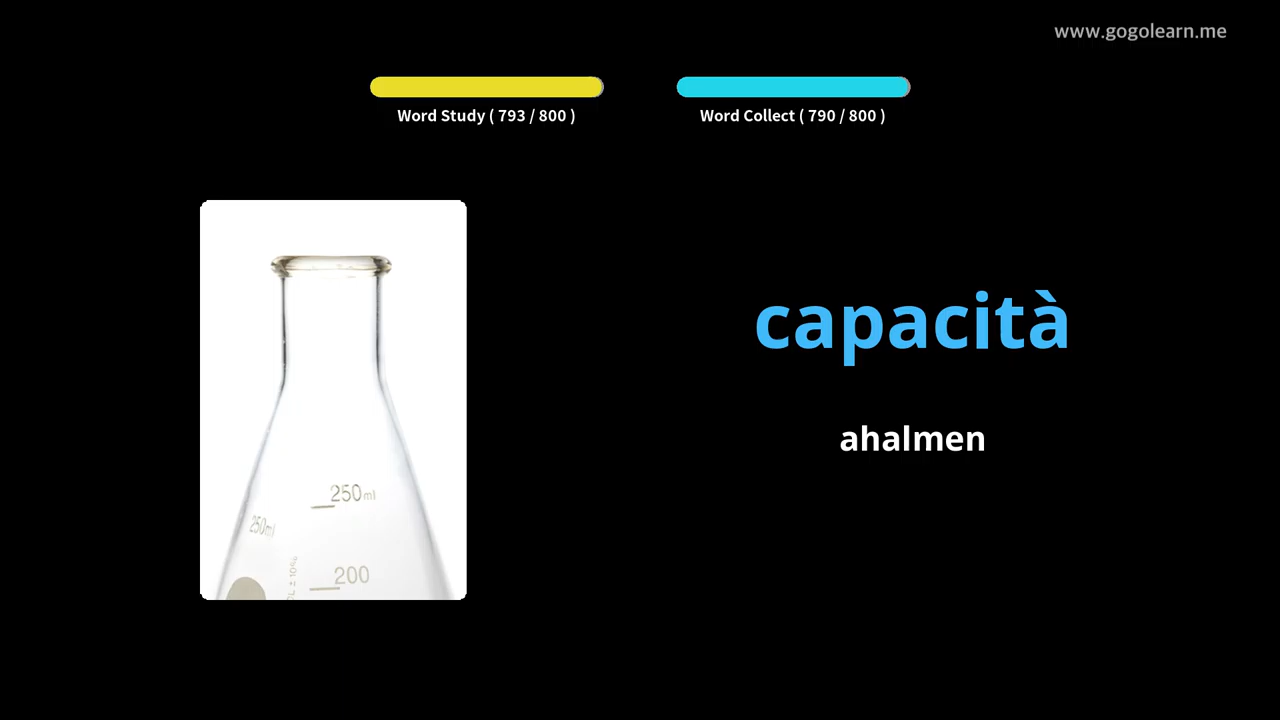 www.gogolearn.me
Word Study ( 793 / 800 )
Word Collect ( 790 / 800 )
capacità
ahalmen
250ml
250ml
200